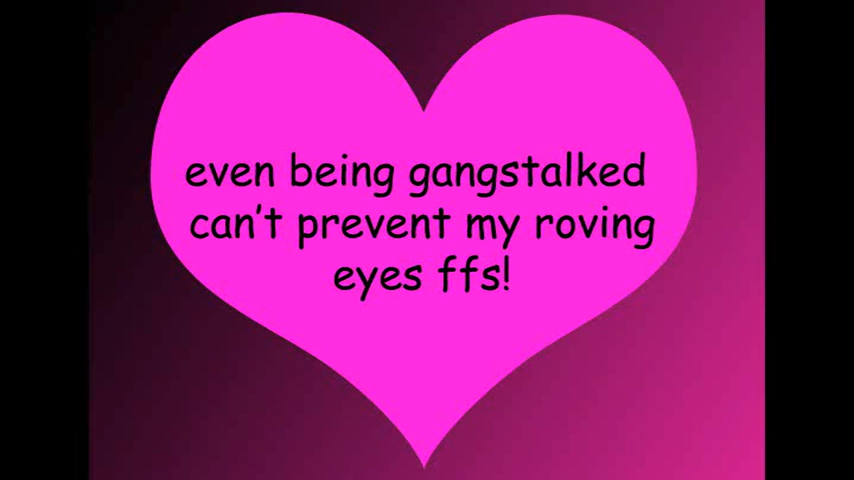 even being gangstalked
can't prevent my roving
eyes ffs!